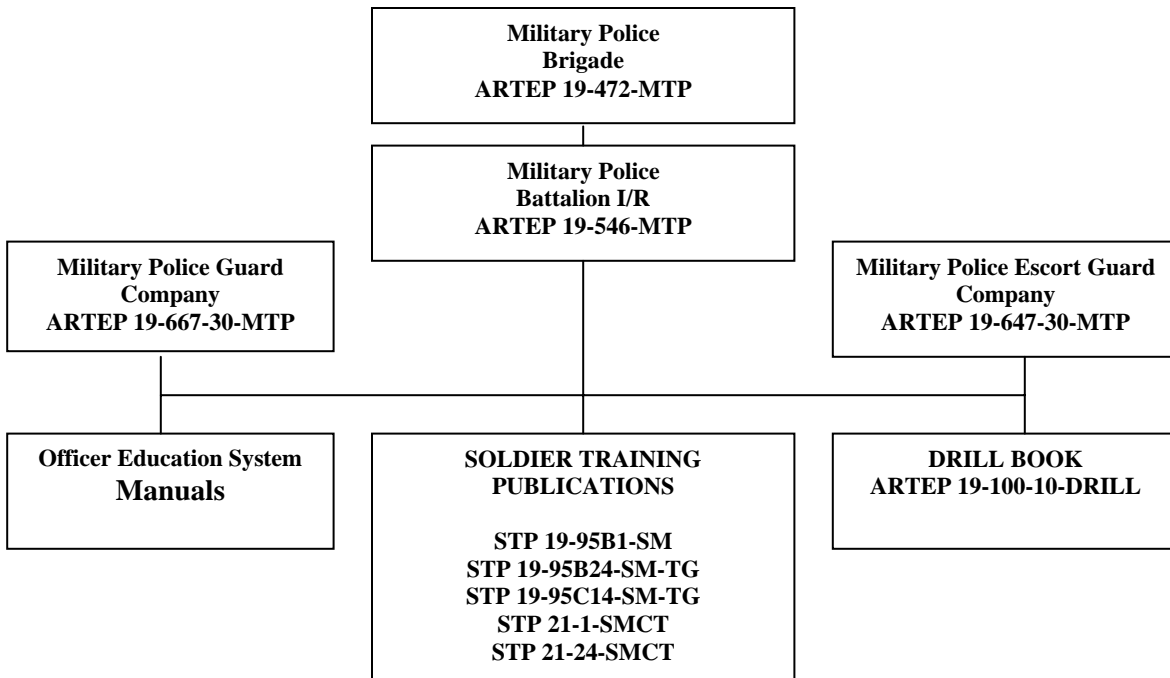 Military Police
Brigade
ARTEP 19-472-MTP
Military Police
Battalion I/R
ARTEP 19-546-MTP
Military Police Guard
Company
ARTEP 19-667-30-MTP
Military Police Escort Guard
Company
ARTEP 19-647-30-MTP
Officer Education System
Manuals
SOLDIER TRAINING
PUBLICATIONS
STP 19-95B1-SM
STP 19-95B24-SM-TG
STP 19-95C14-SM-TG
STP 21-1-SMCT
STP 21-24-SMCT
DRILL BOOK
ARTEP 19-100-10-DRILL